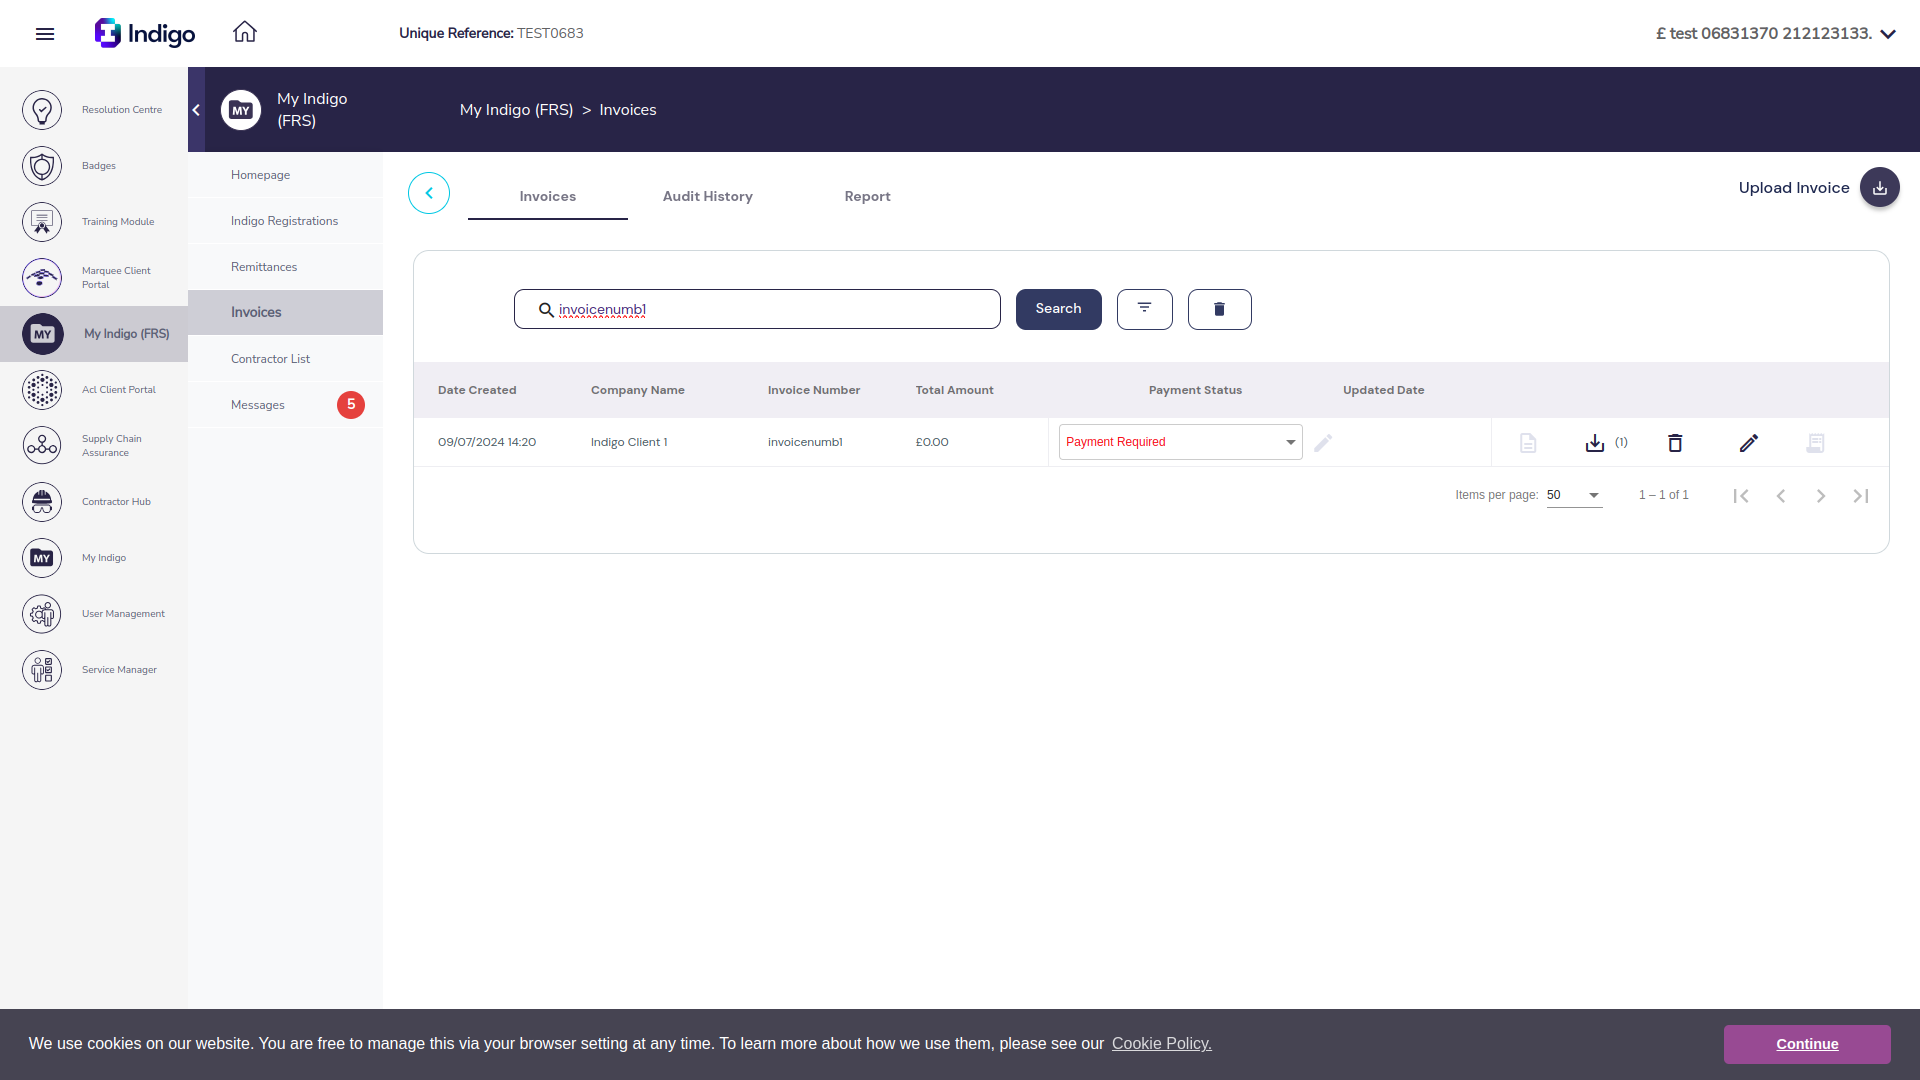 Indigo
Unique Reference: TEST0683
£ test 06831370 212123133.
Resolution Centre
Badges
Training Module
Marquee Client
Portal
MY
My Indigo (FRS)
Acl Client Portal
Supply Chain
Assurance
Contractor Hub
MY
My Indigo
User Management
Service Manager
MY
My Indigo
(FRS)
My Indigo (FRS) > Invoices
Homepage
Indigo Registrations
Remittances
Invoices
Contractor List
Messages
5
Invoices
Audit History
Report
Upload Invoice
invoicenumb1
Search
Date Created
Company Name
Invoice Number
Total Amount
Payment Status
Updated Date
09/07/2024 14:20
Indigo Client 1
invoicenumb1
£0.00
Payment Required
(1)
Items per page: 50
1 – 1 of 1
We use cookies on our website. You are free to manage this via your browser setting at any time. To learn more about how we use them, please see our Cookie Policy.
Continue